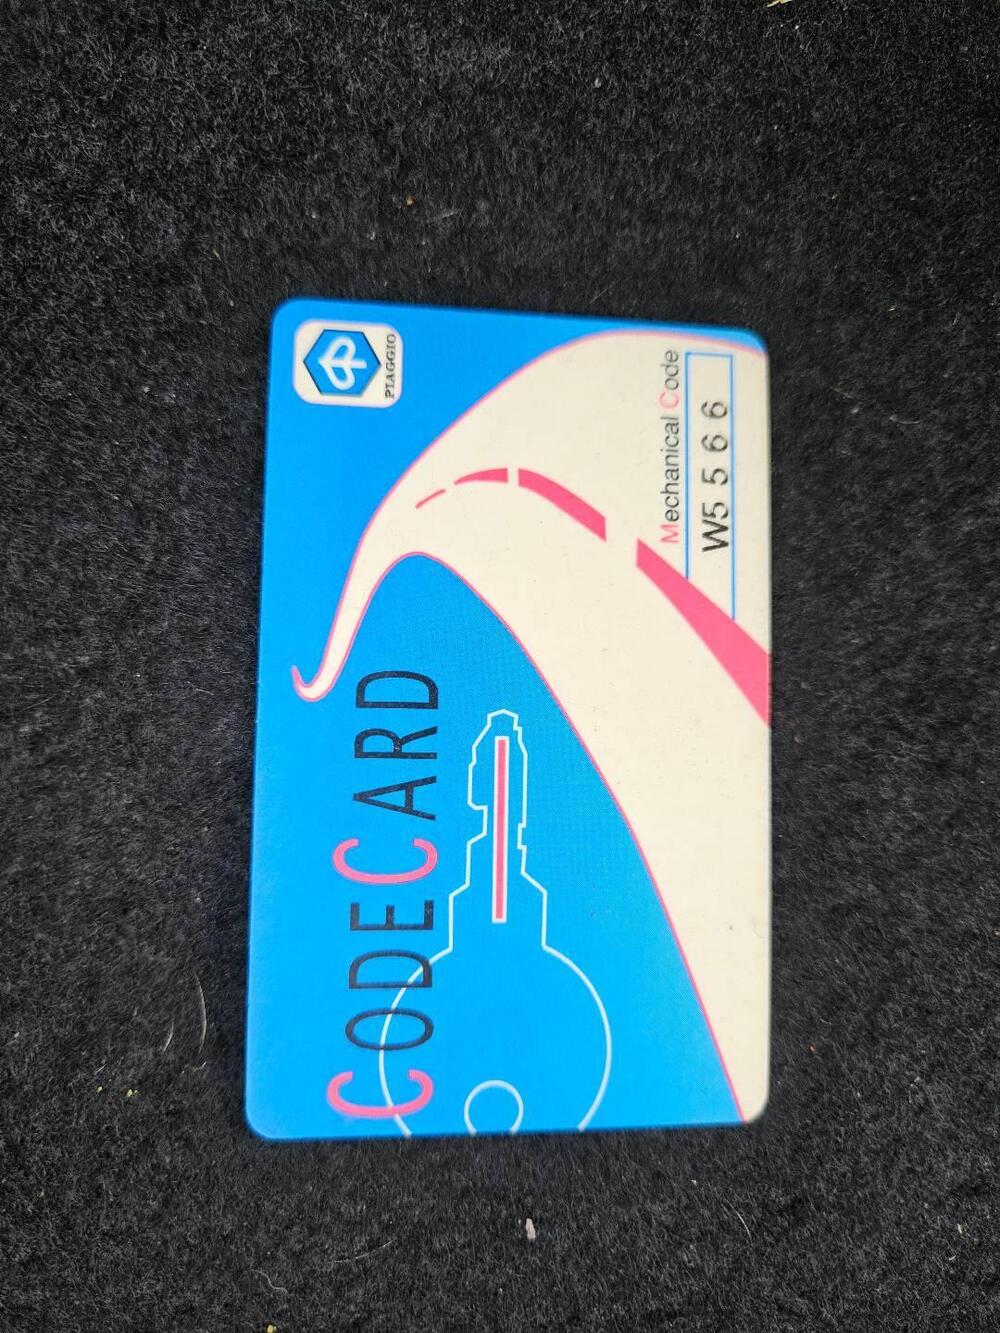 PIAGGIO
Mechanical Code
W5 5 6 6
CODECARD